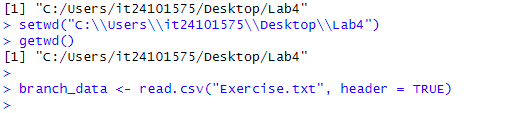 [1] "C:/Users/it24101575/Desktop/Lab4"
> setwd("C:\\Users\\it24101575\\Desktop\\Lab4")
> getwd()
[1] "C:/Users/it24101575/Desktop/Lab4"
>
> branch_data <- read.csv("Exercise.txt", header = TRUE)
>